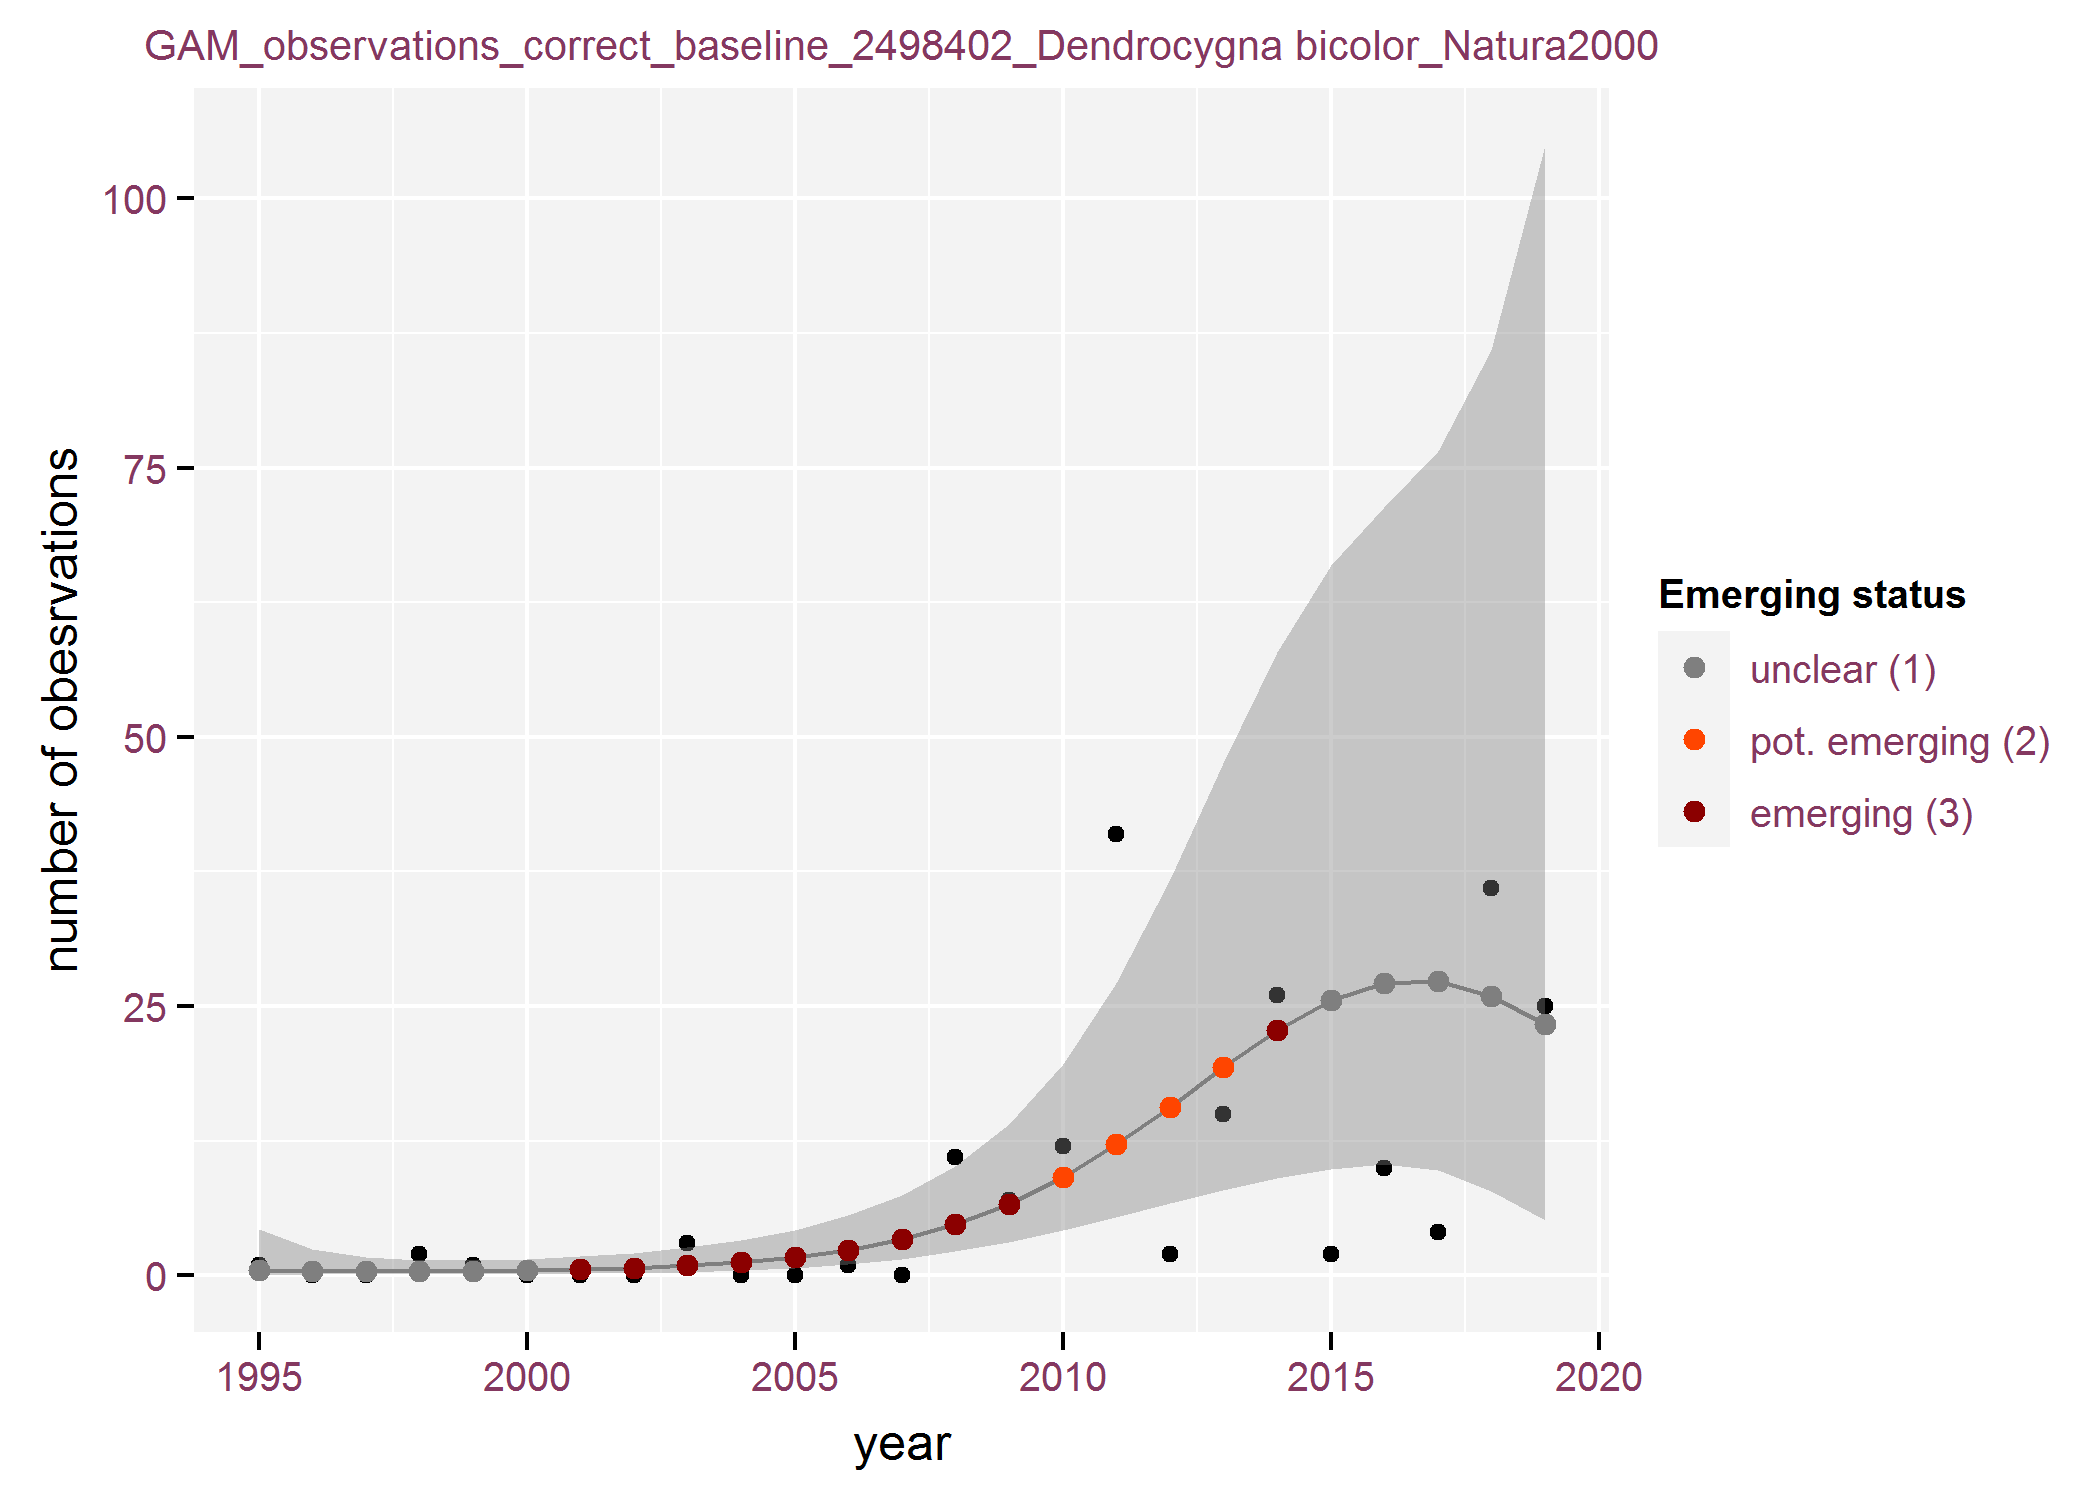 GAM_observations_correct_baseline_2498402_Dendrocygna bicolor_Natura2000
100
75
50
25
0
number of obesrvations
1995 2000 2005 2010 2015 2020
year
Emerging status
unclear (1)
pot. emerging (2)
emerging (3)